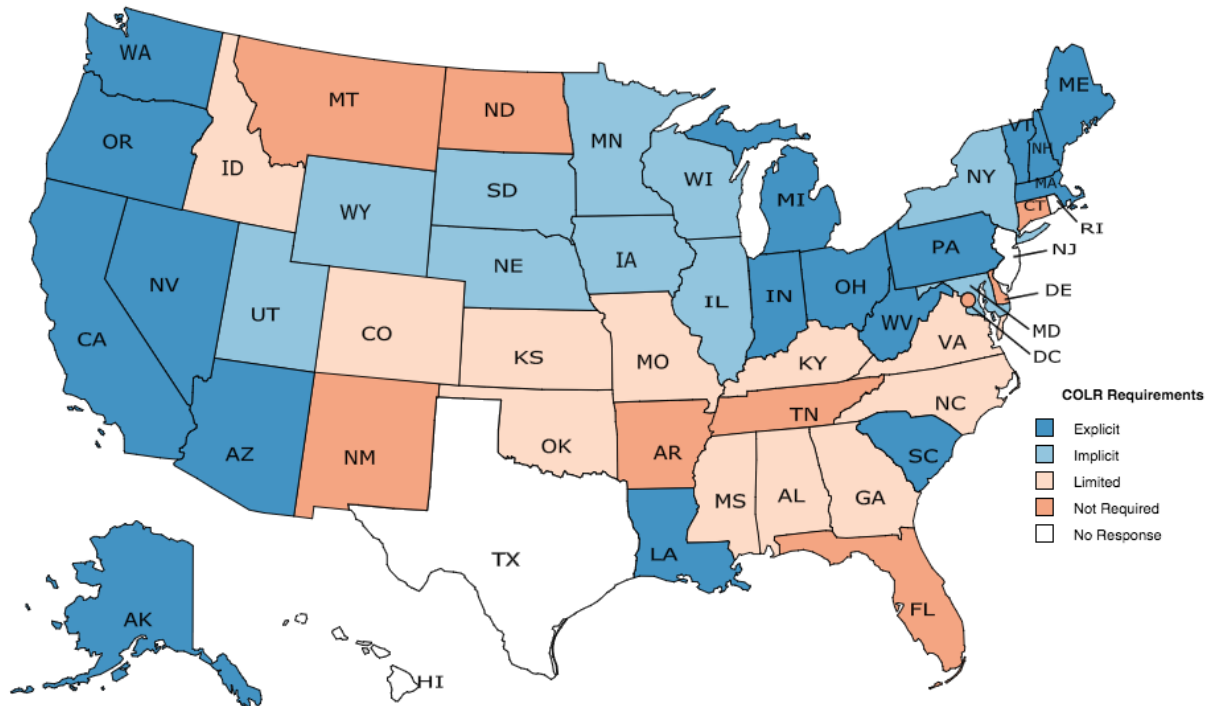 WA
ME
MT
ND
VT
OR
MN
NH
ID
WI
NY
MA
SD
WY
MI
CT
RI
PA
NJ
NE
IA
OH
NV
IN
DE
IL
UT
WV
MD
CO
CA
VA
DC
KS
MO
KY
COLR Requirements
NC
TN
Explicit
OK
AZ
NM
AR
SC
Implicit
Limited
MS
AL
GA
Not Required
No Response
LA
TX
FL
AK
HI